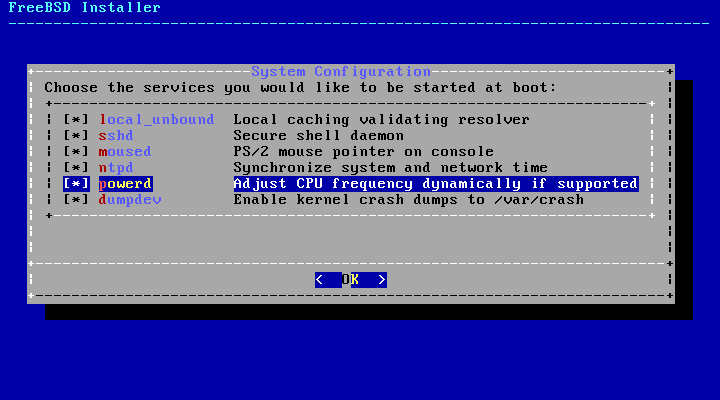 FreeBSD Installer
System Configuration
Choose the services you would like to be started at boot:
[*] local_unbound Local caching validating resolver
[*] sshd Secure shell daemon
[*] moused PS/2 mouse pointer on console
[*] ntpd Synchronize system and network time
[*] powerd Adjust CPU frequency dynamically if supported
[*] dumpdev Enable kernel crash dumps to /var/crash
< OK >